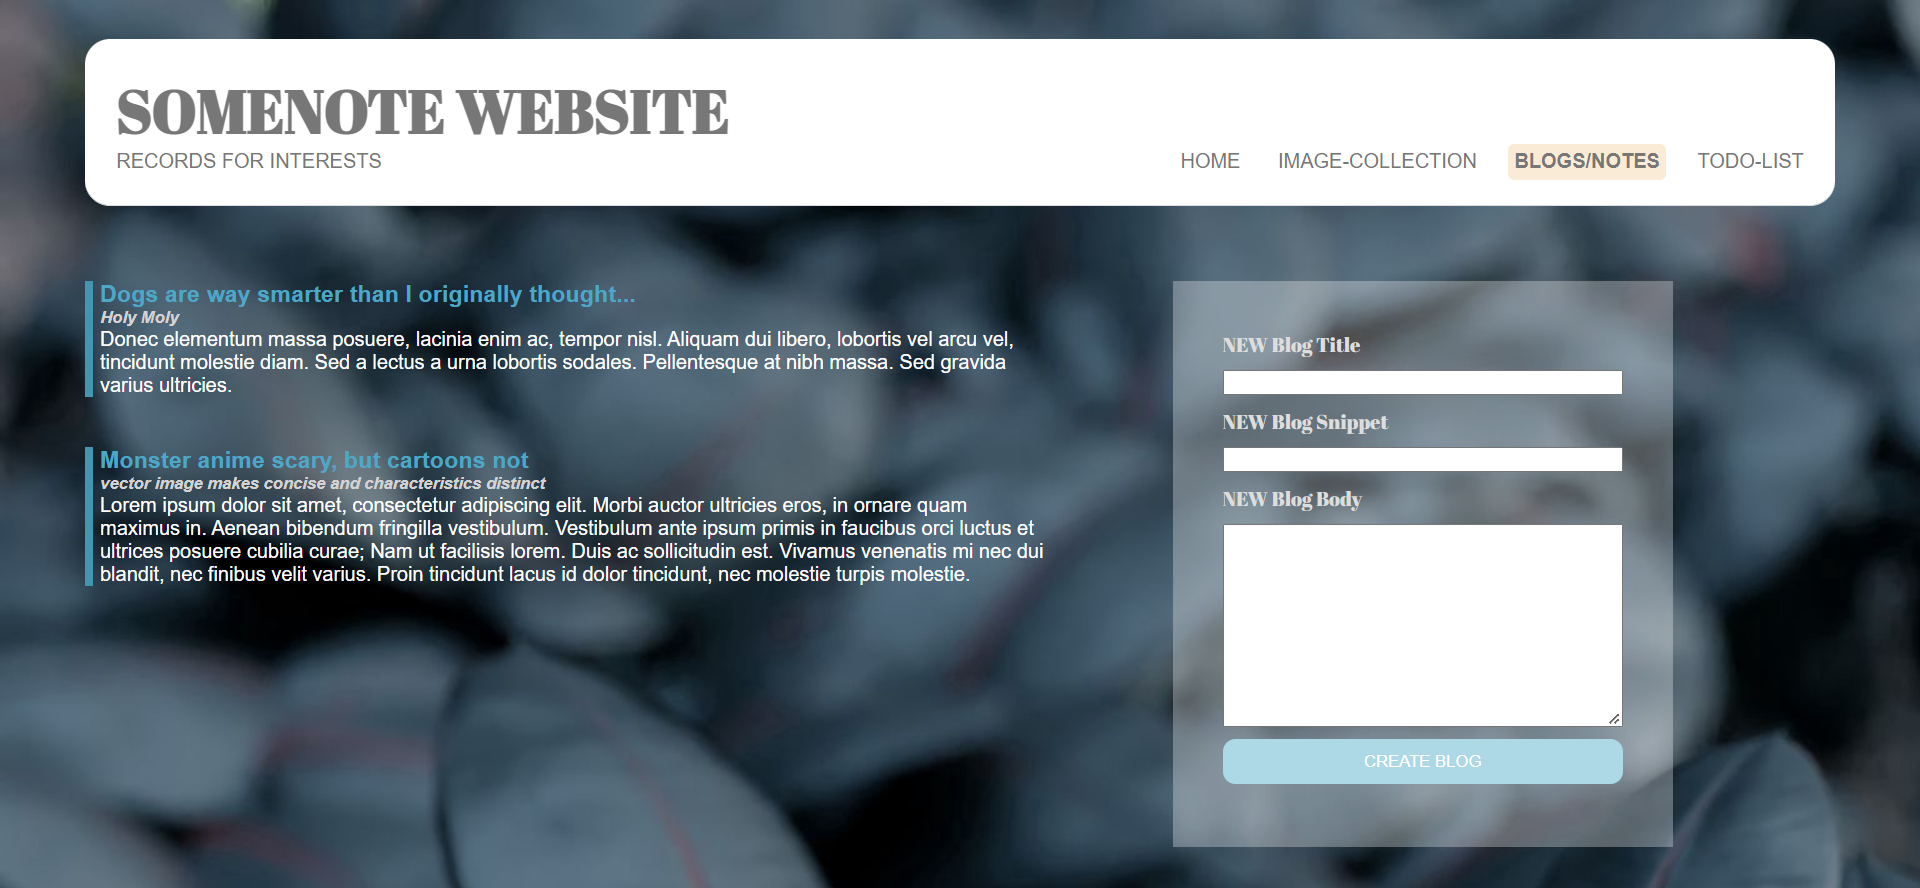 SOMENOTE WEBSITE
RECORDS FOR INTERESTS
HOME IMAGE-COLLECTION BLOGS/NOTES TODO-LIST
Dogs are way smarter than I originally thought...
Holy Moly
Donec elementum massa posuere, lacinia enim ac, tempor nisl. Aliquam dui libero, lobortis vel arcu vel,
tincidunt molestie diam. Sed a lectus a urna lobortis sodales. Pellentesque at nibh massa. Sed gravida
varius ultricies.
Monster anime scary, but cartoons not
vector image makes concise and characteristics distinct
Lorem ipsum dolor sit amet, consectetur adipiscing elit. Morbi auctor ultricies eros, in ornare quam
maximus in. Aenean bibendum fringilla vestibulum. Vestibulum ante ipsum primis in faucibus orci luctus et
ultrices posuere cubilia curae; Nam ut facilisis lorem. Duis ac sollicitudin est. Vivamus venenatis mi nec dui
blandit, nec finibus velit varius. Proin tincidunt lacus id dolor tincidunt, nec molestie turpis molestie.
NEW Blog Title
NEW Blog Snippet
NEW Blog Body
CREATE BLOG